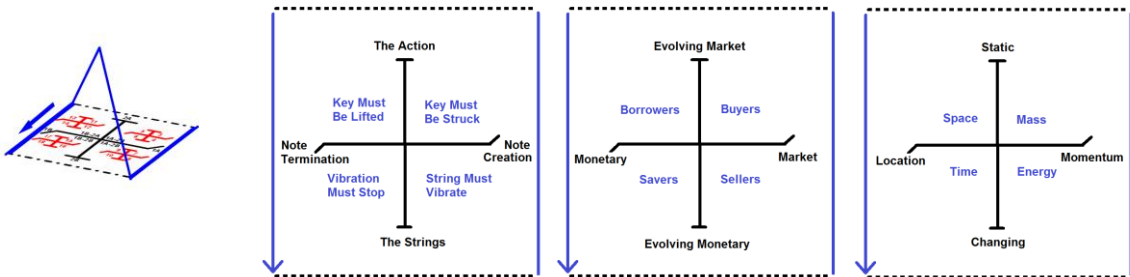 The Action
Key Must
Be Lifted
Key Must
Be Struck
Note
Termination
Note
Creation
Vibration
Must Stop
String Must
Vibrate
The Strings
Evolving Market
Borrowers
Buyers
Monetary
Market
Savers
Sellers
Evolving Monetary
Static
Space
Mass
Location
Momentum
Time
Energy
Changing